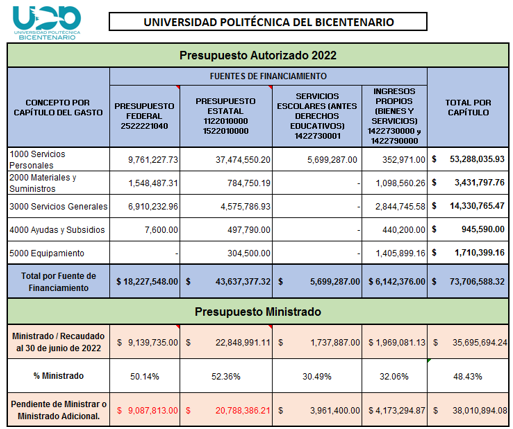 UPB
UNIVERSIDAD POLITÉCNICA
BICENTENARIO
UNIVERSIDAD POLITÉCNICA DEL BICENTENARIO
Presupuesto Autorizado 2022
CONCEPTO POR CAPÍTULO DEL GASTO
FUENTES DE FINANCIAMIENTO
TOTAL POR CAPÍTULO
PRESUPUESTO FEDERAL 2522221040
PRESUPUESTO ESTATAL 1122010000 1522010000
SERVICIOS ESCOLARES (ANTES DERECHOS EDUCATIVOS) 1422730001
INGRESOS PROPIOS (BIENES Y SERVICIOS) 1422730000 y 1422790000
1000 Servicios Personales 9,761,227.73 37,474,550.20 5,699,287.00 352,971.00 $ 53,288,035.93
2000 Materiales y Suministros 1,548,487.31 784,750.19 - 1,098,560.26 $ 3,431,797.76
3000 Servicios Generales 6,910,232.96 4,575,786.93 - 2,844,745.58 $ 14,330,765.47
4000 Ayudas y Subsidios 7,600.00 497,790.00 - 440,200.00 $ 945,590.00
5000 Equipamiento - 304,500.00 - 1,405,899.16 $ 1,710,399.16
Total por Fuente de Financiamiento $ 18,227,548.00 $ 43,637,377.32 $ 5,699,287.00 $ 6,142,376.00 $ 73,706,588.32
Presupuesto Ministrado
Ministrado / Recaudado al 30 de junio de 2022 $ 9,139,735.00 $ 22,848,991.11 $ 1,737,887.00 $ 1,969,081.13 $ 35,695,694.24
% Ministrado 50.14% 52.36% 30.49% 32.06% 48.43%
Pendiente de Ministrar o Ministrado Adicional. $ 9,087,813.00 $ 20,788,386.21 $ 3,961,400.00 $ 4,173,294.87 $ 38,010,894.08